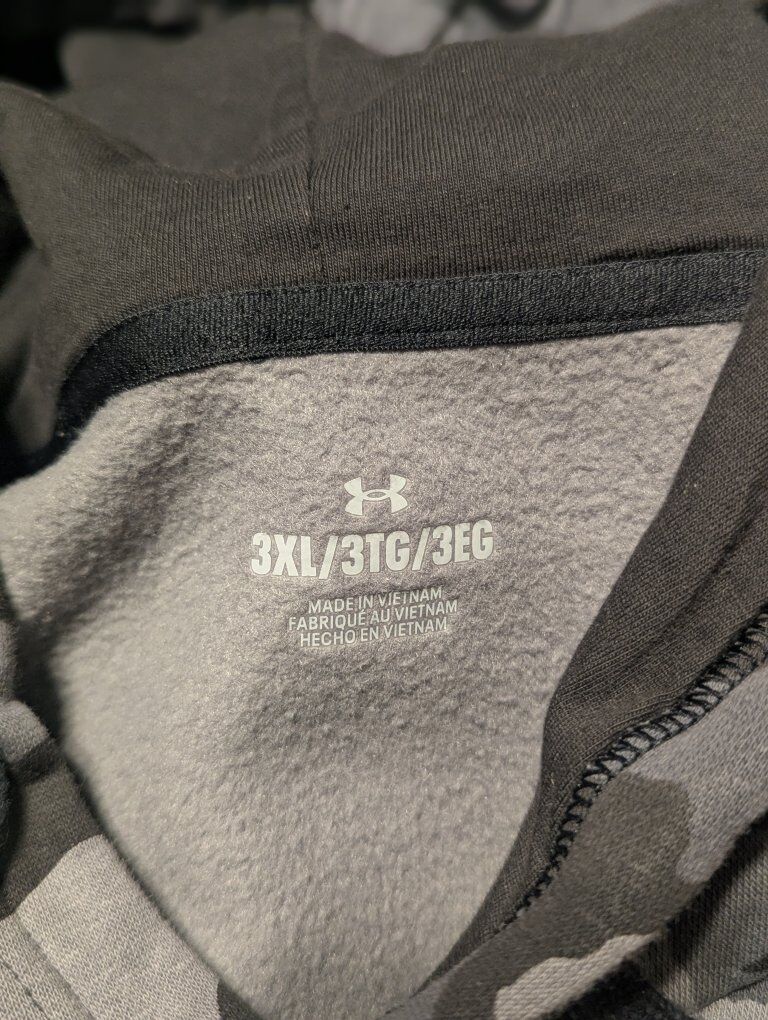 3XL/3TG/3EG
MADE IN VIETNAM
FABRIQUÉ AU VIETNAM
HECHO EN VIETNAM